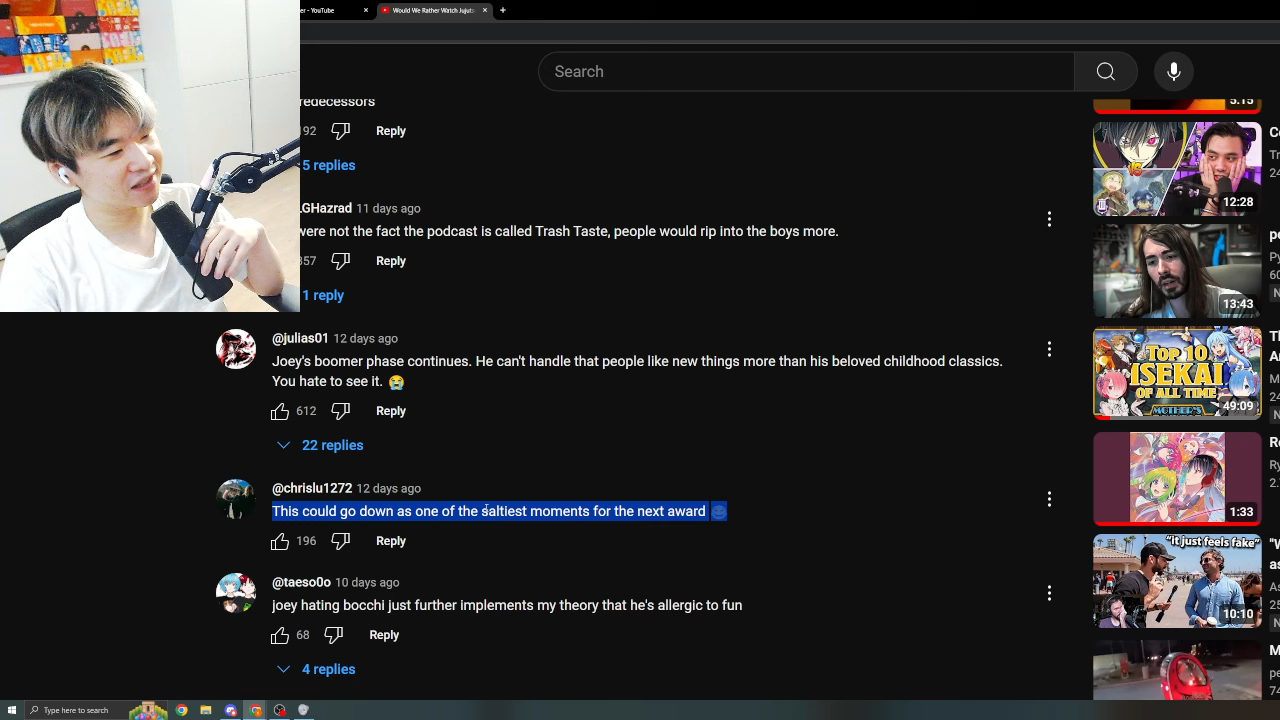 er - YouTube
Would We Rather Watch Jujuts
Search
redecessors
192
Reply
5 replies
.GHazrad 11 days ago
were not the fact the podcast is called Trash Taste, people would rip into the boys more.
357
Reply
1 reply
@julias01 12 days ago
Joey's boomer phase continues. He can't handle that people like new things more than his beloved childhood classics.
You hate to see it. 😭
612
Reply
22 replies
@chrislu1272 12 days ago
This could go down as one of the saltiest moments for the next award
196
Reply
@taeso0o 10 days ago
joey hating bocchi just further implements my theory that he's allergic to fun
68
Reply
4 replies
5:15
12:28
13:43
TOP 10
ISEKAI
OF ALL TIME
MOTHER'S
49:09
1:33
"it just feels fake"
10:10
Type here to search